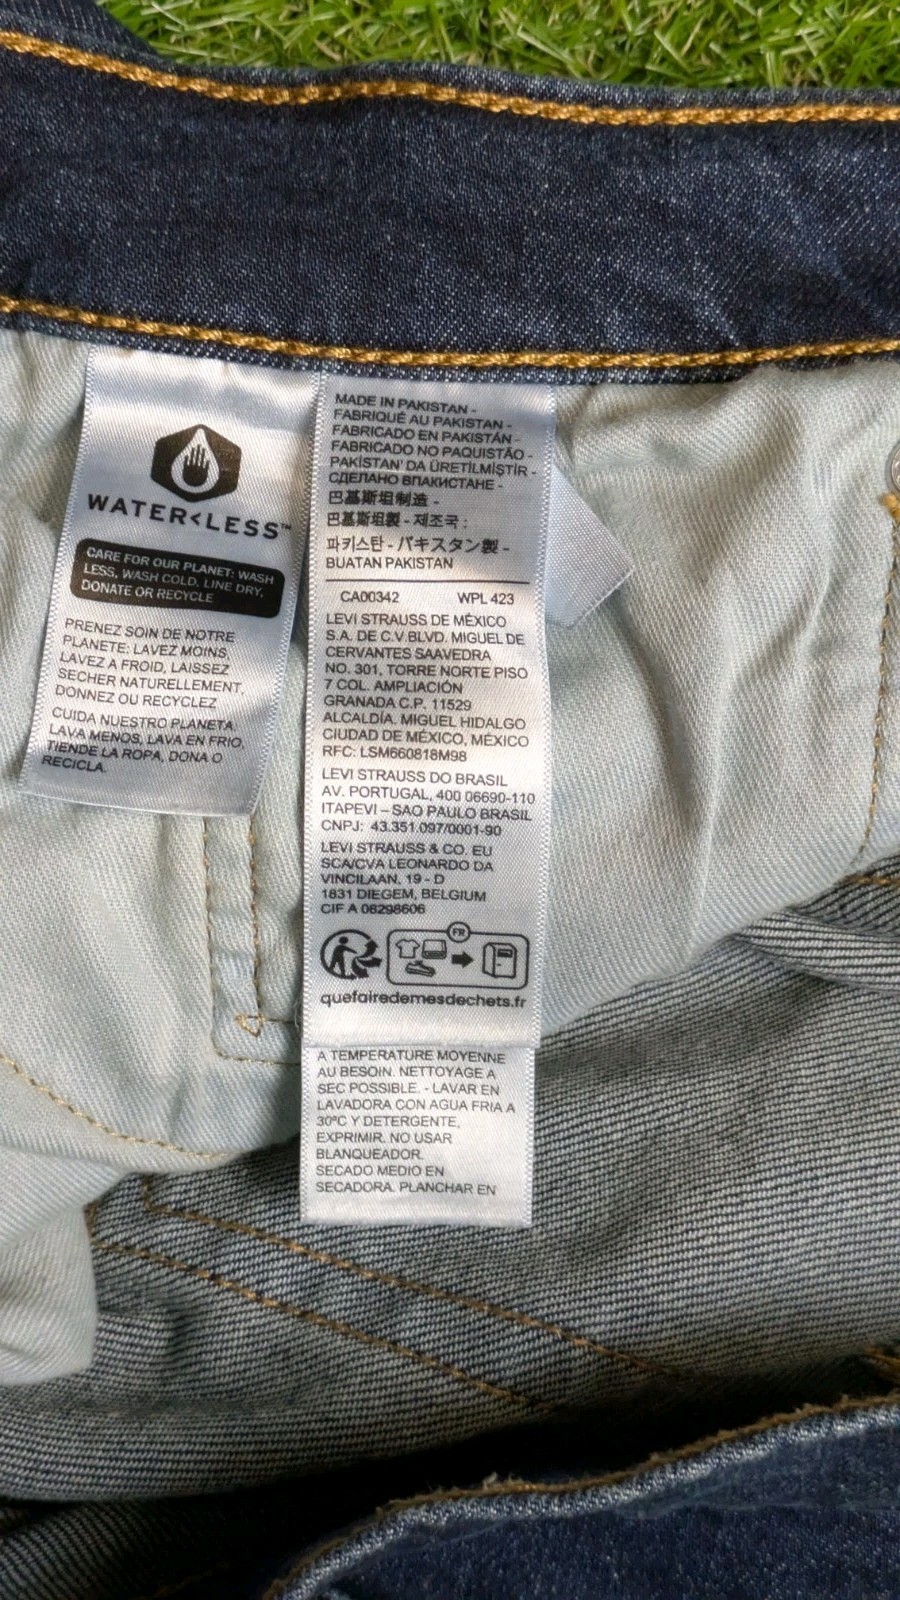 WATER<LESS™
CARE FOR OUR PLANET: WASH
LESS, WASH COLD, LINE DRY,
DONATE OR RECYCLE
PRENEZ SOIN DE NOTRE
PLANETE: LAVEZ MOINS,
LAVEZ A FROID, LAISSEZ
SECHER NATURELLEMENT,
DONNEZ OU RECYCLEZ
CUIDA NUESTRO PLANETA.
LAVA MENOS, LAVA EN FRIO,
TIENDE LA ROPA, DONA O
RECICLA.
MADE IN PAKISTAN -
FABRIQUÉ AU PAKISTAN -
FABRICADO EN PAKISTÁN -
FABRICADO NO PAQUISTÃO -
PAKİSTAN' DA ÜRETİLMİŞTİR -
СДЕЛАНО ВПАКИСТАНЕ -
巴基斯坦制造 -
巴基斯坦製 - 제조국 :
파키스탄 - パキスタン製 -
BUATAN PAKISTAN
CA00342 WPL 423
LEVI STRAUSS DE MÉXICO
S.A. DE C.V.BLVD. MIGUEL DE
CERVANTES SAAVEDRA
NO. 301, TORRE NORTE PISO
7 COL. AMPLIACIÓN
GRANADA C.P. 11529
ALCALDÍA. MIGUEL HIDALGO
CIUDAD DE MÉXICO, MÉXICO
RFC: LSM660818M98
LEVI STRAUSS DO BRASIL
AV. PORTUGAL, 400 06690-110
ITAPEVI – SAO PAULO BRASIL
CNPJ: 43.351.097/0001-90
LEVI STRAUSS & CO. EU
SCA/CVA LEONARDO DA
VINCILAAN, 19 - D
1831 DIEGEM, BELGIUM
CIF A 08298606
FR
quefairedemesdechets.fr
A TEMPERATURE MOYENNE
AU BESOIN. NETTOYAGE A
SEC POSSIBLE. - LAVAR EN
LAVADORA CON AGUA FRIA A
30ºC Y DETERGENTE,
EXPRIMIR. NO USAR
BLANQUEADOR.
SECADO MEDIO EN
SECADORA. PLANCHAR EN